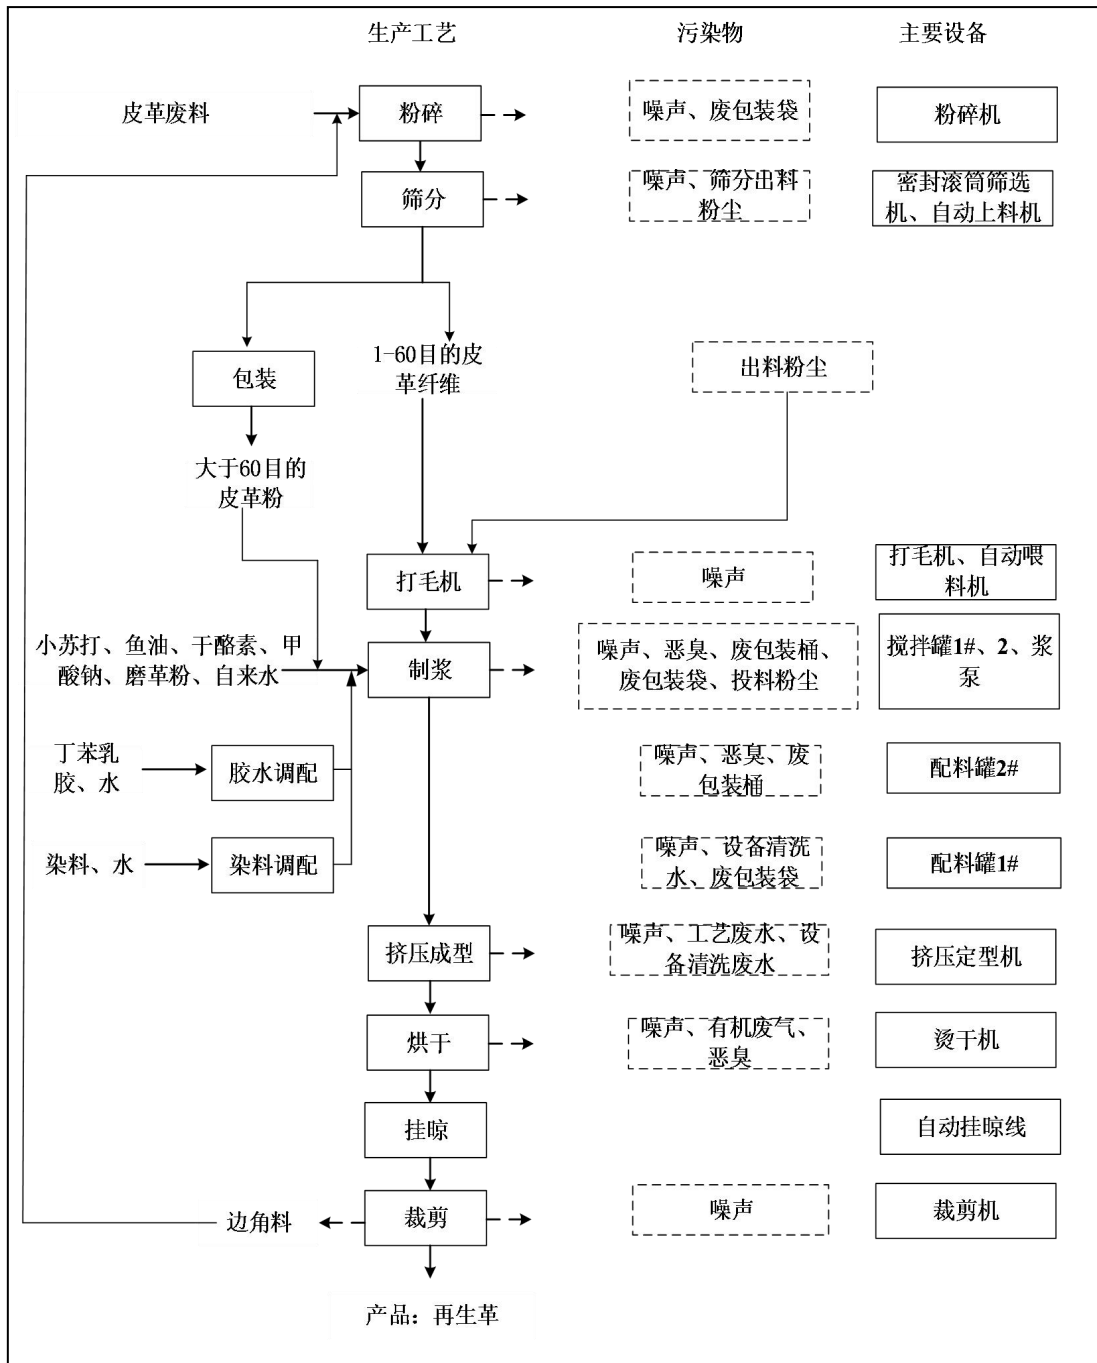 生产工艺
污染物
主要设备
皮革废料
粉碎
噪声、废包装袋
粉碎机
筛分
噪声、筛分出料
粉尘
密封滚筒筛选
机、自动上料机
包装
1-60目的皮
革纤维
出料粉尘
大于60目的
皮革粉
打毛机
噪声
打毛机、自动喂
料机
小苏打、鱼油、干酪素、甲
酸钠、磨革粉、自来水
制浆
噪声、恶臭、废包装桶、
废包装袋、投料粉尘
搅拌罐1#、2、浆
泵
丁苯乳
胶、水
胶水调配
噪声、恶臭、废
包装桶
配料罐2#
染料、水
染料调配
噪声、设备清洗
水、废包装袋
配料罐1#
挤压成型
噪声、工艺废水、设
备清洗废水
挤压定型机
烘干
噪声、有机废气、
恶臭
烫干机
挂晾
自动挂晾线
边角料
裁剪
噪声
裁剪机
产品：再生革